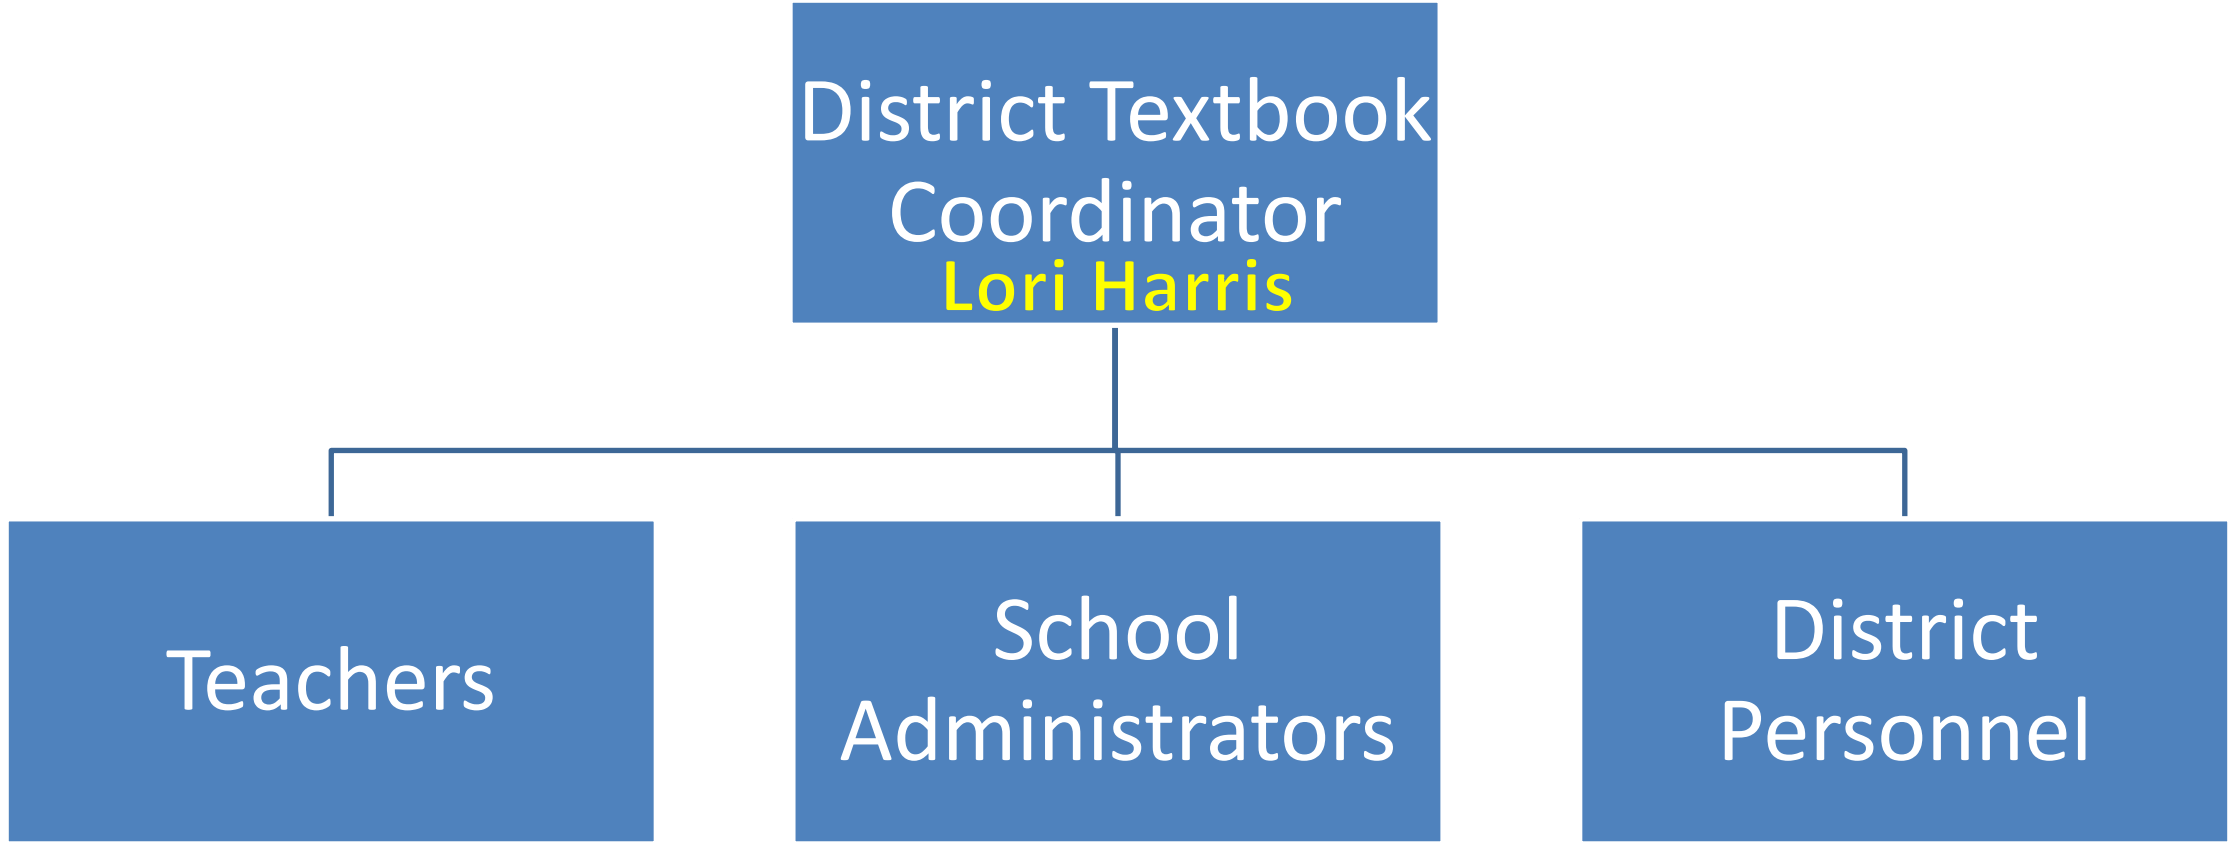 District Textbook
Coordinator
Lori Harris
Teachers
School
Administrators
District
Personnel